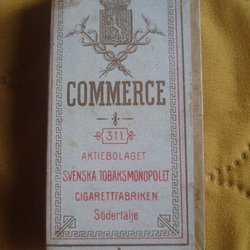 COMMERCE
311
AKTIEBOLAGET
SVENSKA TOBAKSMONOPOLET
CIGARETTFABRIKEN
Södertälje